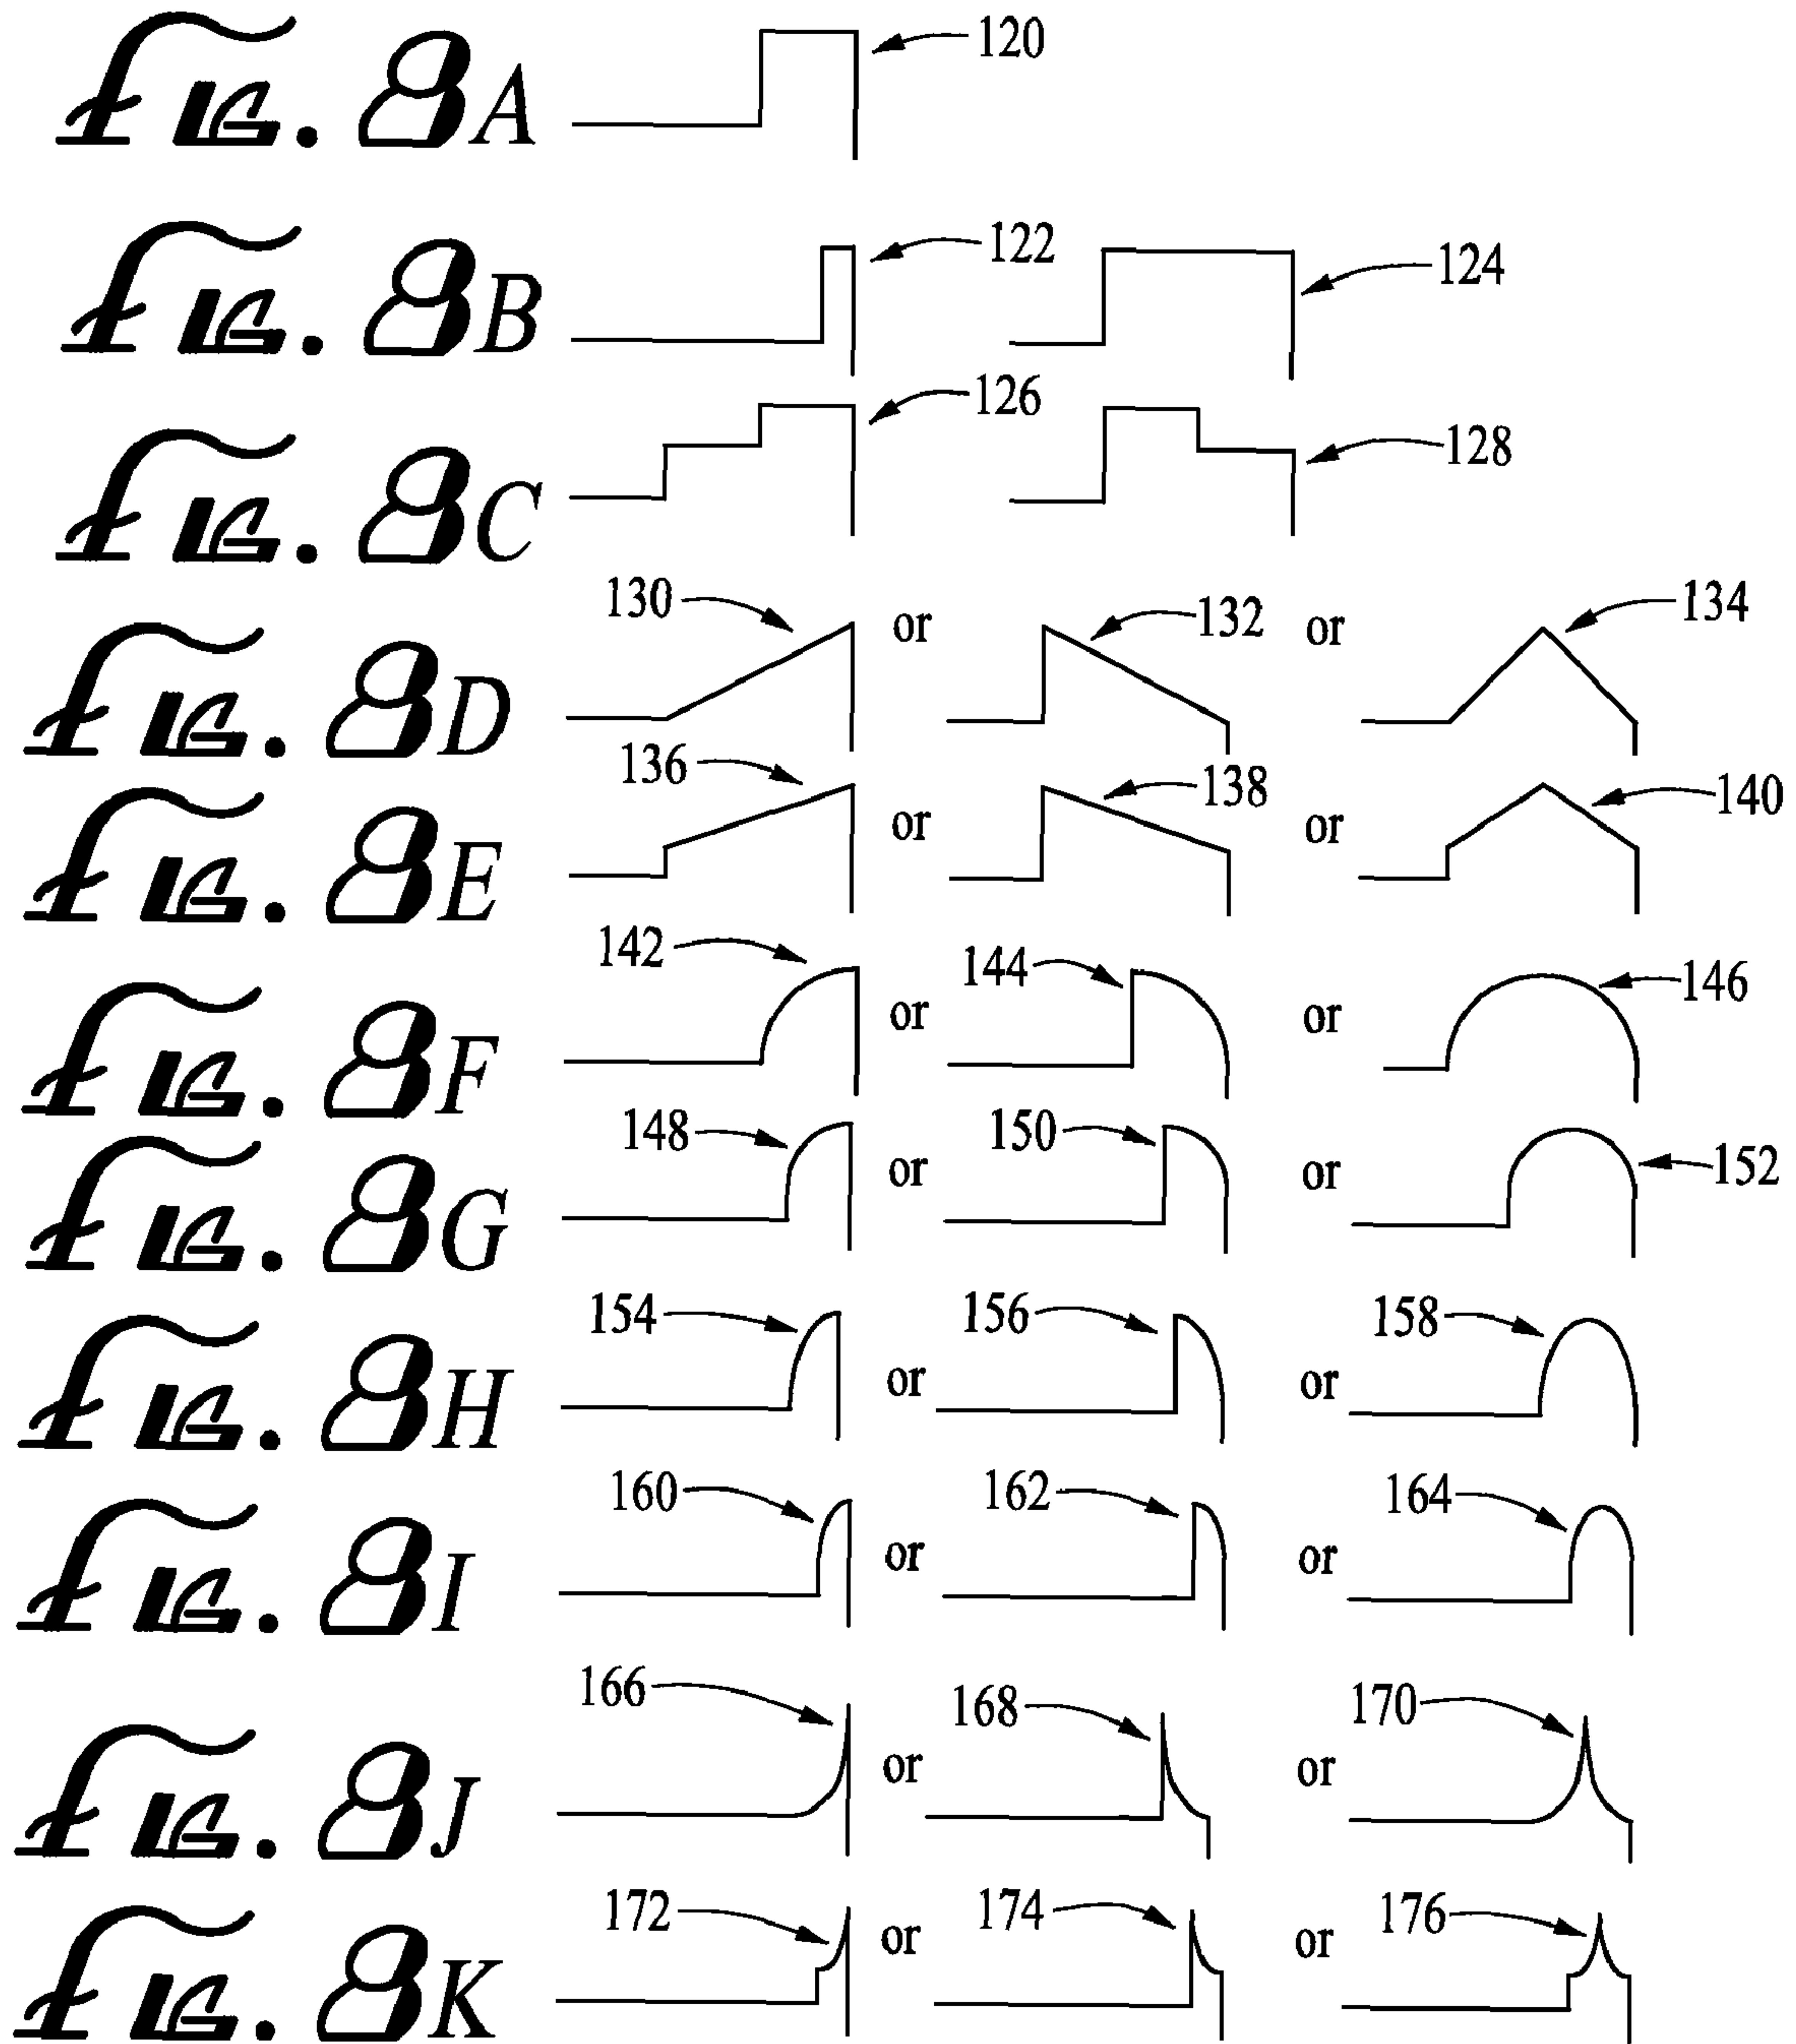 FIG. 8A 120
FIG. 8B 122 124
FIG. 8C 126 128
FIG. 8D 130 or 132 or 134
FIG. 8E 136 or 138 or 140
FIG. 8F 142 or 144 or 146
FIG. 8G 148 or 150 or 152
FIG. 8H 154 or 156 or 158
FIG. 8I 160 or 162 or 164
FIG. 8J 166 or 168 or 170
FIG. 8K 172 or 174 or 176